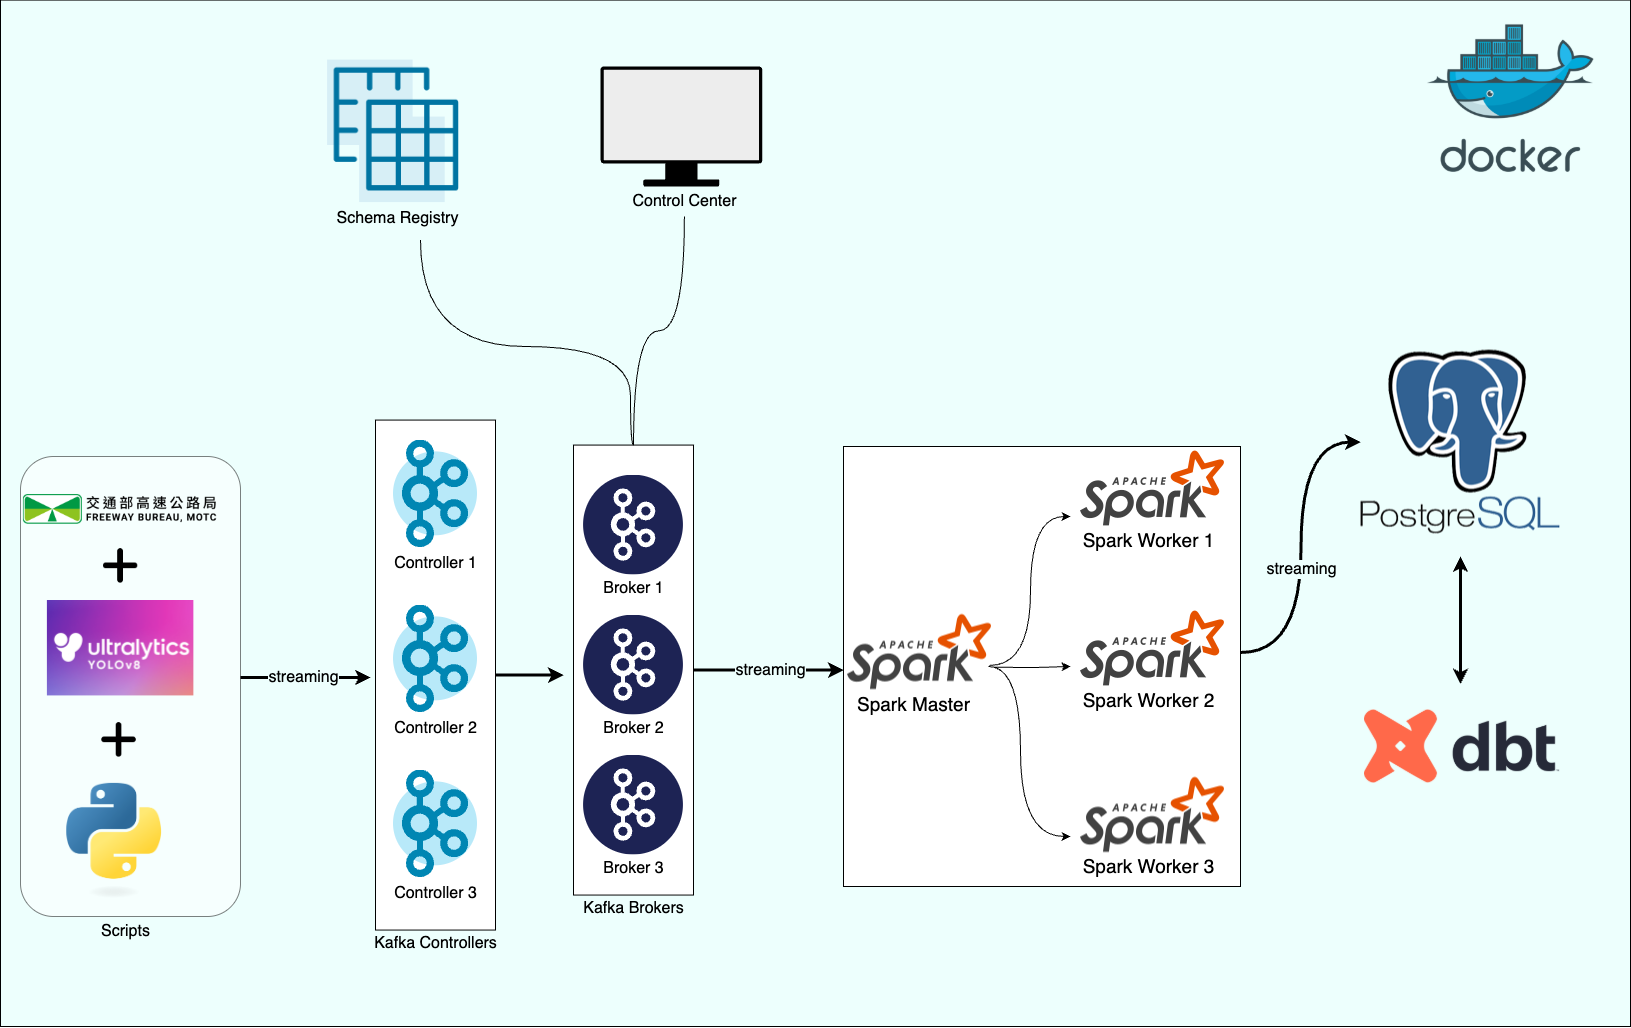 docker
Schema Registry
Control Center
交通部高速公路局
FREEWAY BUREAU, MOTC
ultralytics
YOLOv8
Scripts
streaming
Controller 1
Controller 2
Controller 3
Kafka Controllers
Broker 1
Broker 2
Broker 3
Kafka Brokers
streaming
APACHE
Spark
Spark Master
APACHE
Spark
Spark Worker 1
APACHE
Spark
Spark Worker 2
APACHE
Spark
Spark Worker 3
streaming
PostgreSQL
dbt